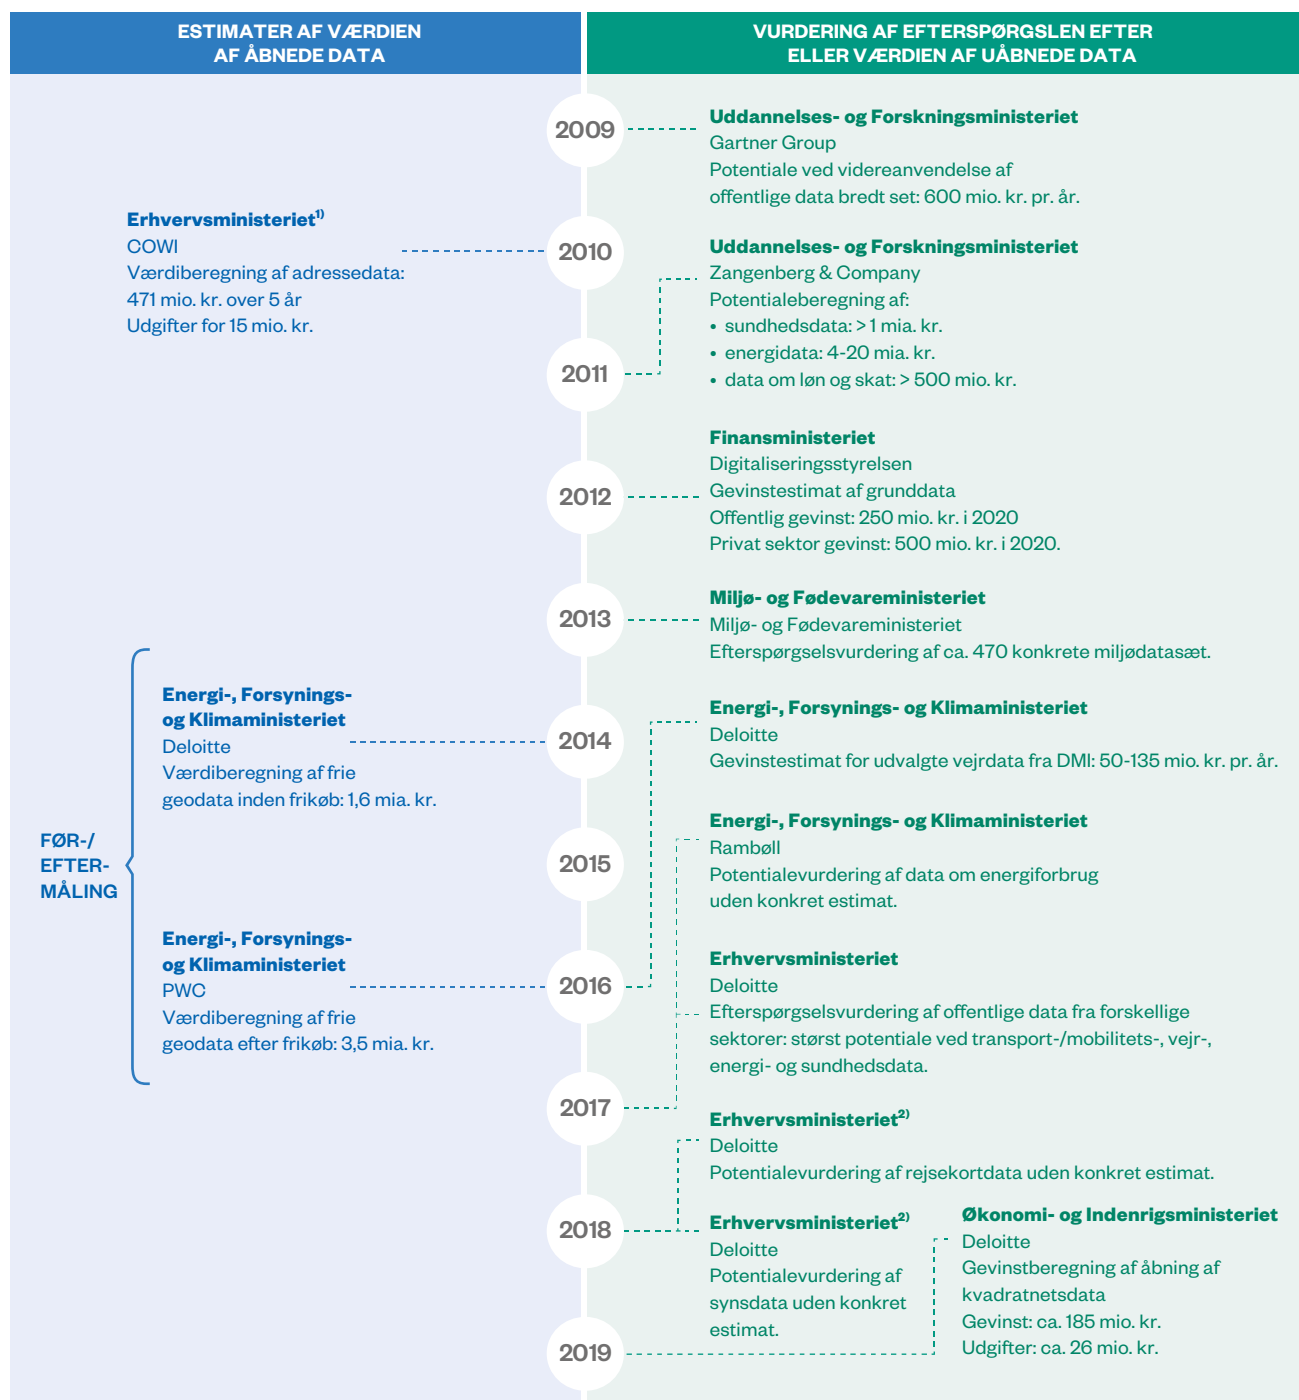 ESTIMATER AF VÆRDIEN
AF ÅBNEDE DATA
VURDERING AF EFTERSPØRGSLEN EFTER
ELLER VÆRDIEN AF UÅBNEDE DATA
2009
Uddannelses- og Forskningsministeriet
Gartner Group
Potentiale ved videreanvendelse af
offentlige data bredt set: 600 mio. kr. pr. år.
Erhvervsministeriet1)
COWI
Værdiberegning af adressedata:
471 mio. kr. over 5 år
Udgifter for 15 mio. kr.
2010
Uddannelses- og Forskningsministeriet
Zangenberg & Company
Potentialeberegning af:
• sundhedsdata: > 1 mia. kr.
• energidata: 4-20 mia. kr.
• data om løn og skat: > 500 mio. kr.
2011
Finansministeriet
Digitaliseringsstyrelsen
Gevinstestimat af grunddata
Offentlig gevinst: 250 mio. kr. i 2020
Privat sektor gevinst: 500 mio. kr. i 2020.
2012
Miljø- og Fødevareministeriet
Miljø- og Fødevareministeriet
Efterspørgselsvurdering af ca. 470 konkrete miljødatasæt.
2013
FØR-/
EFTER-
MÅLING
Energi-, Forsynings-
og Klimaministeriet
Deloitte
Værdiberegning af frie
geodata inden frikøb: 1,6 mia. kr.
2014
Energi-, Forsynings- og Klimaministeriet
Deloitte
Gevinstestimat for udvalgte vejrdata fra DMI: 50-135 mio. kr. pr. år.
2015
Energi-, Forsynings- og Klimaministeriet
Rambøll
Potentialevurdering af data om energiforbrug
uden konkret estimat.
Energi-, Forsynings-
og Klimaministeriet
PWC
Værdiberegning af frie
geodata efter frikøb: 3,5 mia. kr.
2016
Erhvervsministeriet
Deloitte
Efterspørgselsvurdering af offentlige data fra forskellige
sektorer: størst potentiale ved transport-/mobilitets-, vejr-,
energi- og sundhedsdata.
2017
Erhvervsministeriet2)
Deloitte
Potentialevurdering af rejsekortdata uden konkret estimat.
2018
Erhvervsministeriet2)
Deloitte
Potentialevurdering af
synsdata uden konkret
estimat.
Økonomi- og Indenrigsministeriet
Deloitte
Gevinstberegning af åbning af
kvadratnetsdata
Gevinst: ca. 185 mio. kr.
Udgifter: ca. 26 mio. kr.
2019